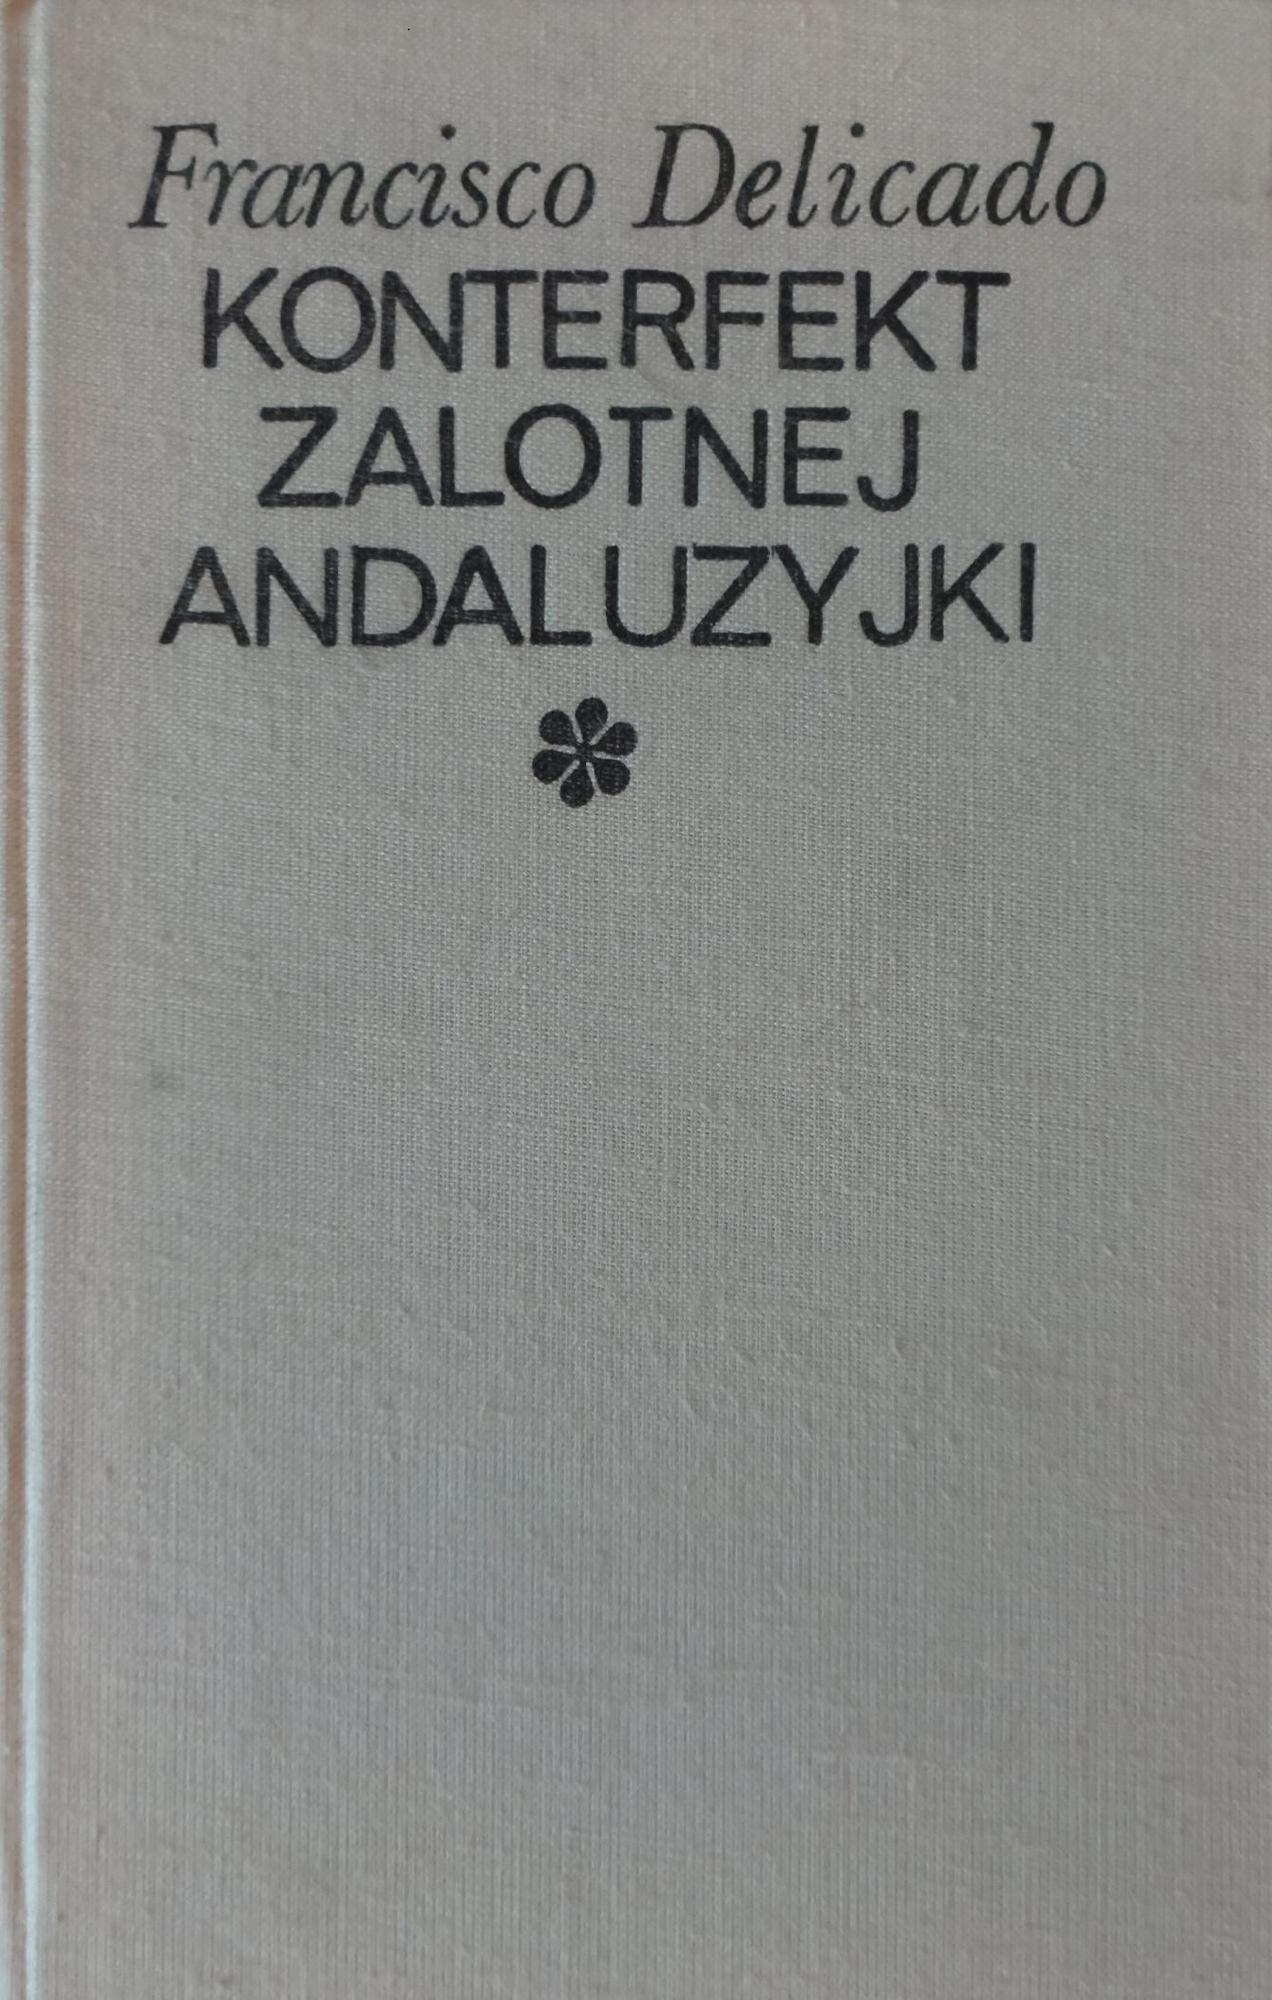 Francisco Delicado
KONTERFEKT
ZALOTNEJ
ANDALUZYJKI